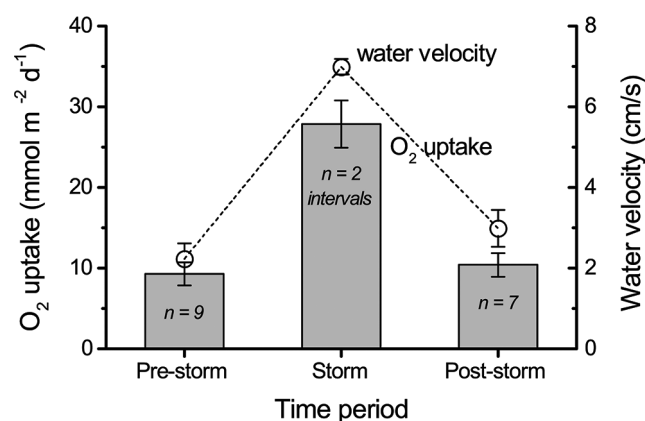 40
30
20
10
0
O2 uptake (mmol m-2 d-1)
8
6
4
2
0
Water velocity (cm/s)
water velocity
O2 uptake
n = 2
intervals
n = 9
n = 7
Pre-storm
Storm
Post-storm
Time period